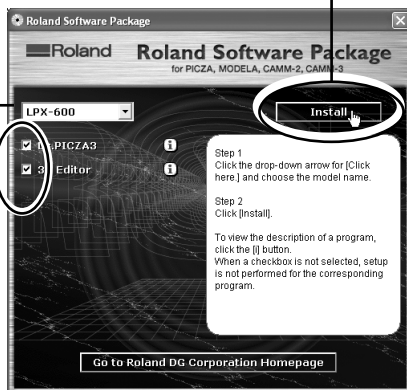 Roland Software Package
Roland
Roland Software Package
for PICZA, MODELA, CAMM-2, CAMM-3
LPX-600
Install
Dr.PICZA3
i
3D Editor
i
Step 1
Click the drop-down arrow for [Click
here.] and choose the model name.
Step 2
Click [Install].
To view the description of a program,
click the [i] button.
When a checkbox is not selected, setup
is not performed for the corresponding
program.
Go to Roland DG Corporation Homepage